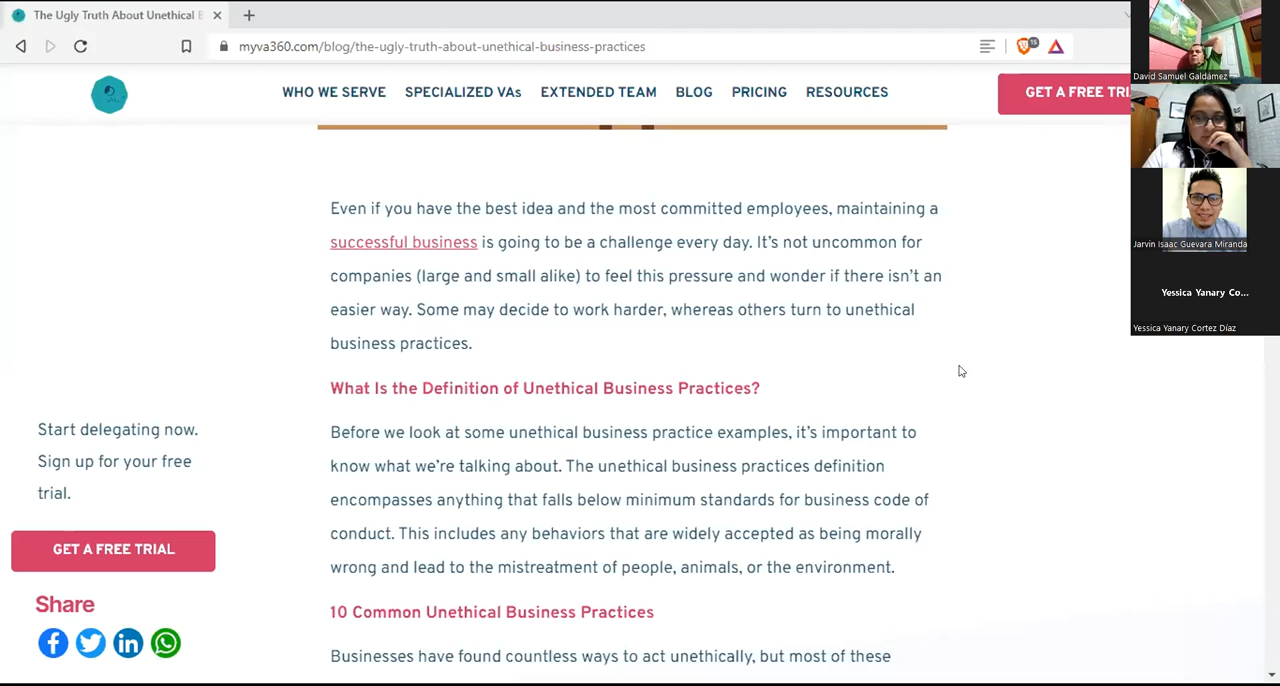 The Ugly Truth About Unethical B
myva360.com/blog/the-ugly-truth-about-unethical-business-practices
15
WHO WE SERVE SPECIALIZED VAs EXTENDED TEAM BLOG PRICING RESOURCES
GET A FREE TRI
Even if you have the best idea and the most committed employees, maintaining a
successful business is going to be a challenge every day. It's not uncommon for
companies (large and small alike) to feel this pressure and wonder if there isn't an
easier way. Some may decide to work harder, whereas others turn to unethical
business practices.
What Is the Definition of Unethical Business Practices?
Before we look at some unethical business practice examples, it's important to
know what we're talking about. The unethical business practices definition
encompasses anything that falls below minimum standards for business code of
conduct. This includes any behaviors that are widely accepted as being morally
wrong and lead to the mistreatment of people, animals, or the environment.
10 Common Unethical Business Practices
Businesses have found countless ways to act unethically, but most of these
Start delegating now.
Sign up for your free
trial.
GET A FREE TRIAL
Share
David Samuel Galdámez
Jarvin Isaac Guevara Miranda
Yessica Yanary Co...
Yessica Yanary Cortez Díaz